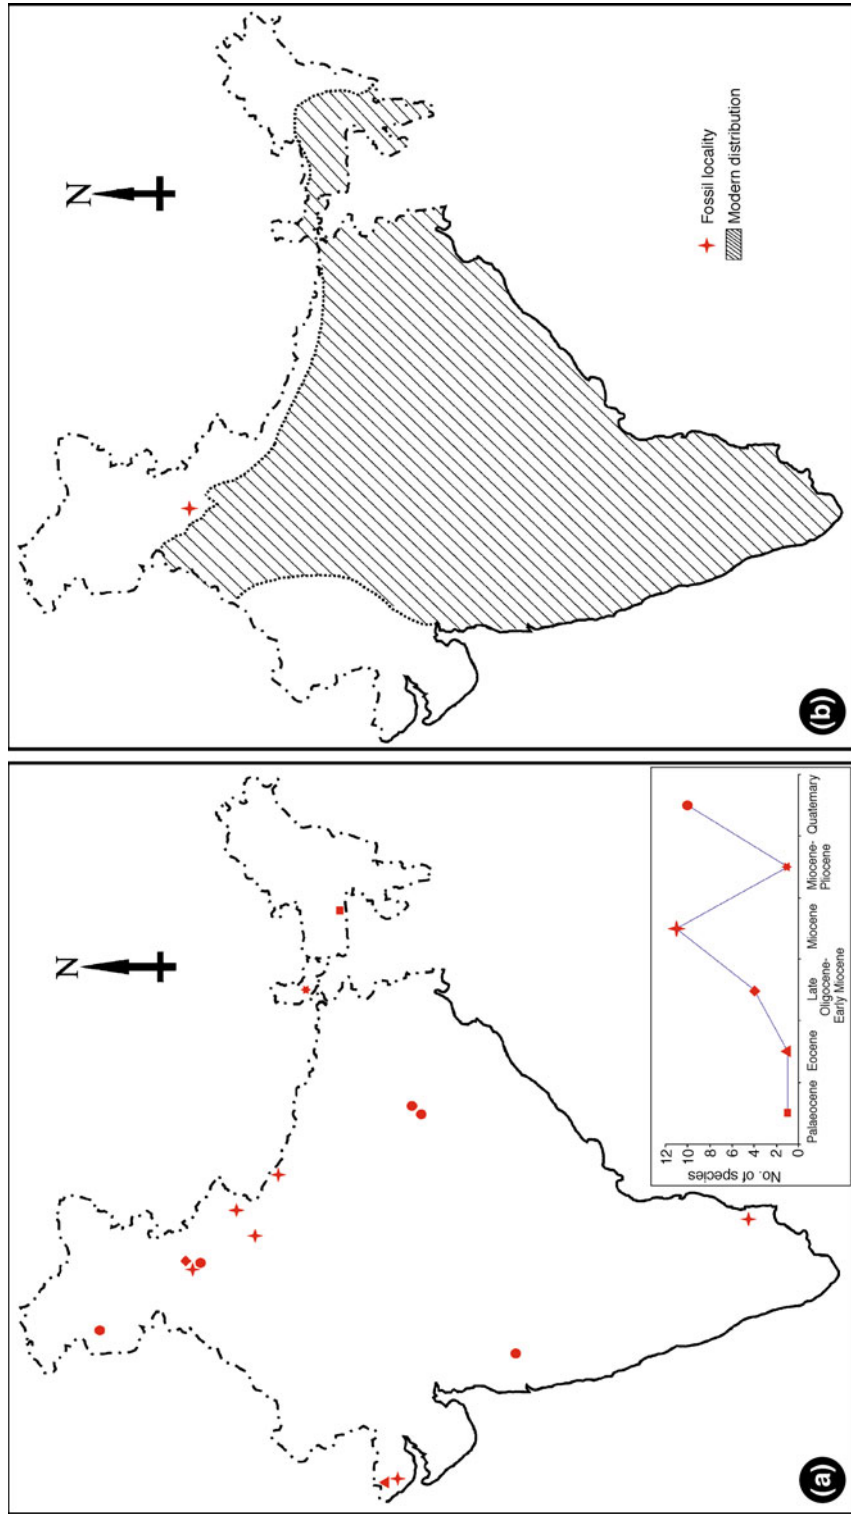 N
(a)
No. of species
12
10
8
6
4
2
0
Palaeocene
Eocene
Late
Oligocene-
Early Miocene
Miocene
Miocene-
Pliocene
Quaternary
N
Fossil locality
Modern distribution
(b)